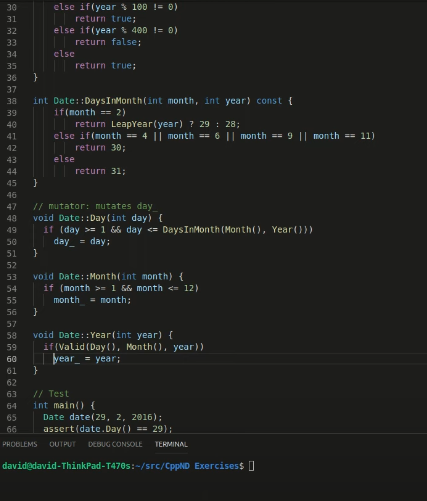 30 else if(year % 100 != 0)
31 return true;
32 else if(year % 400 != 0)
33 return false;
34 else
35 return true;
36 }
37
38 int Date::DaysInMonth(int month, int year) const {
39 if(month == 2)
40 return LeapYear(year) ? 29 : 28;
41 else if(month == 4 || month == 6 || month == 9 || month == 11)
42 return 30;
43 else
44 return 31;
45 }
46
47 // mutator: mutates day_
48 void Date::Day(int day) {
49 if (day >= 1 && day <= DaysInMonth(Month(), Year()))
50 day_ = day;
51 }
52
53 void Date::Month(int month) {
54 if (month >= 1 && month <= 12)
55 month_ = month;
56 }
57
58 void Date::Year(int year) {
59 if(Valid(Day(), Month(), year))
60 year_ = year;
61 }
62
63 // Test
64 int main() {
65 Date date(29, 2, 2016);
66 assert(date.Day() == 29);
PROBLEMS OUTPUT DEBUG CONSOLE TERMINAL
david@david-ThinkPad-T470s:~/src/CppND Exercises$